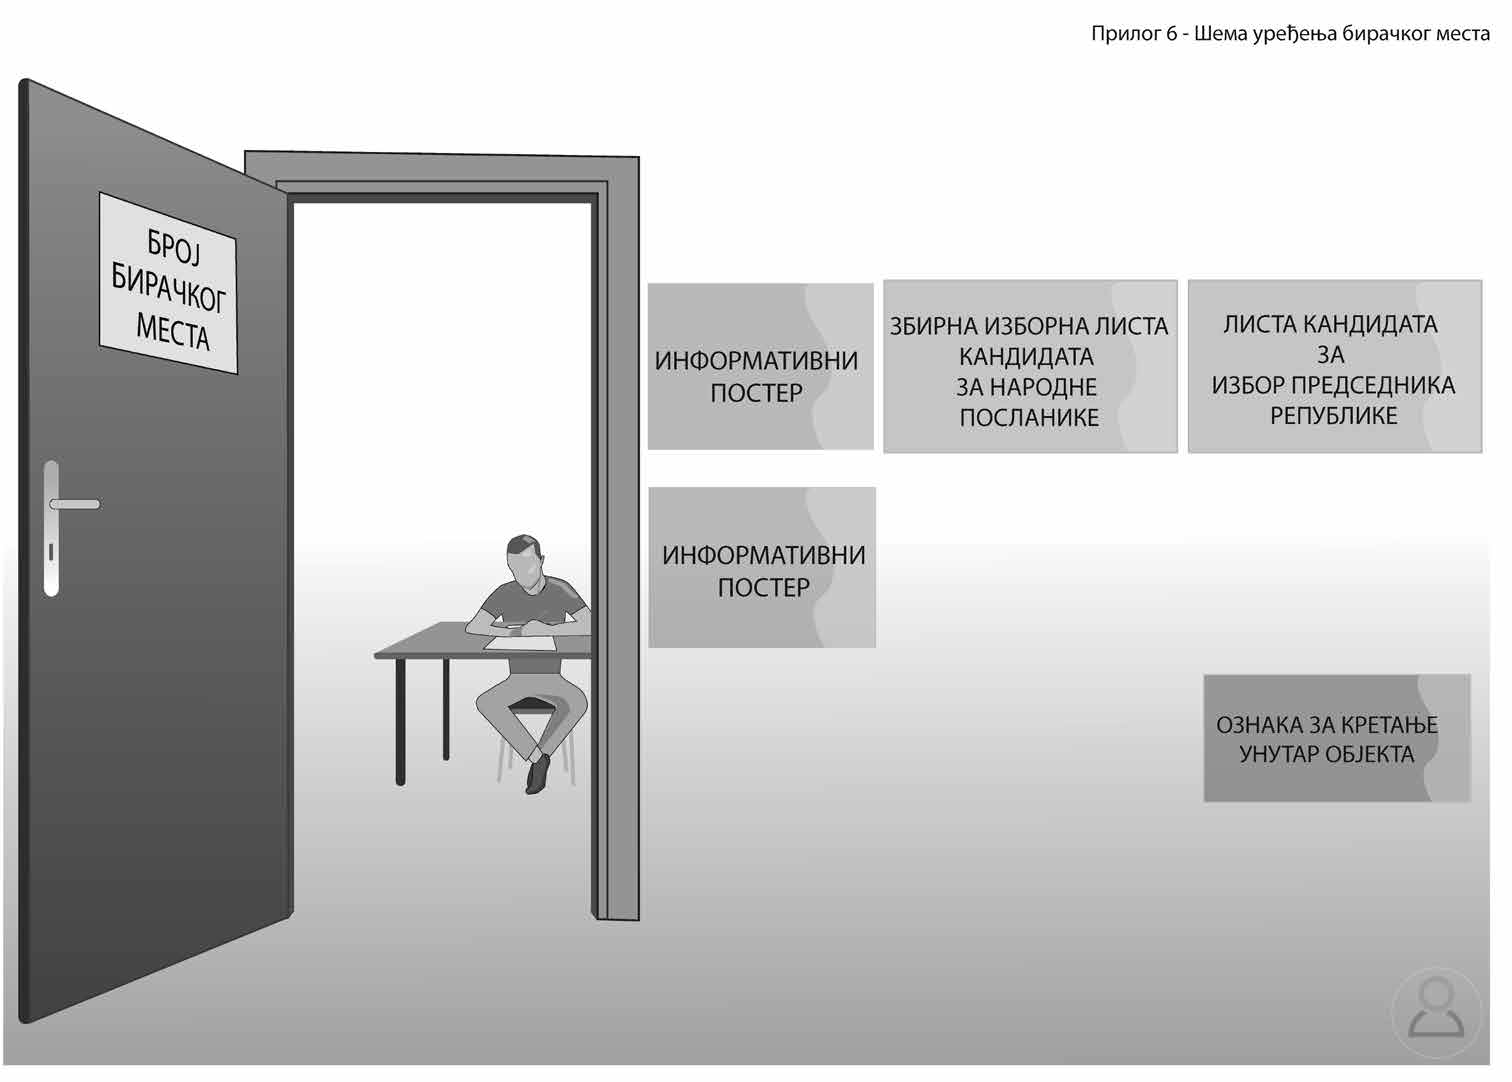 Прилог 6 - Шема уређења бирачког места
БРОЈ
БИРАЧКОГ
МЕСТА
ИНФОРМАТИВНИ
ПОСТЕР
ЗБИРНА ИЗБОРНА ЛИСТА
КАНДИДАТА
ЗА НАРОДНЕ
ПОСЛАНИКЕ
ЛИСТА КАНДИДАТА
ЗА
ИЗБОР ПРЕДСЕДНИКА
РЕПУБЛИКЕ
ИНФОРМАТИВНИ
ПОСТЕР
ОЗНАКА ЗА КРЕТАЊЕ
УНУТАР ОБЈЕКТА